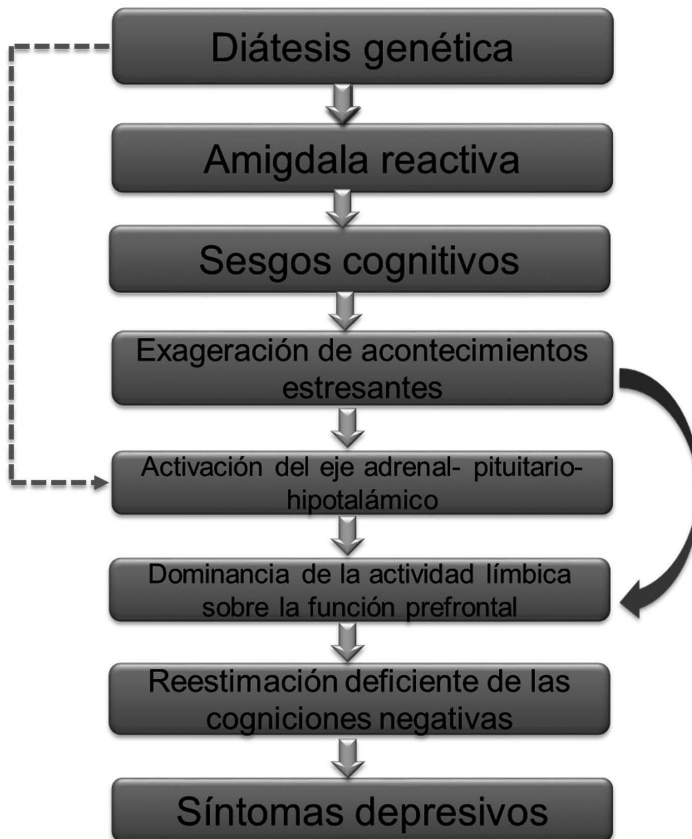 Diátesis genética
Amigdala reactiva
Sesgos cognitivos
Exageración de acontecimientos
estresantes
Activación del eje adrenal- pituitario-
hipotalámico
Dominancia de la actividad límbica
sobre la función prefrontal
Reestimación deficiente de las
cogniciones negativas
Síntomas depresivos